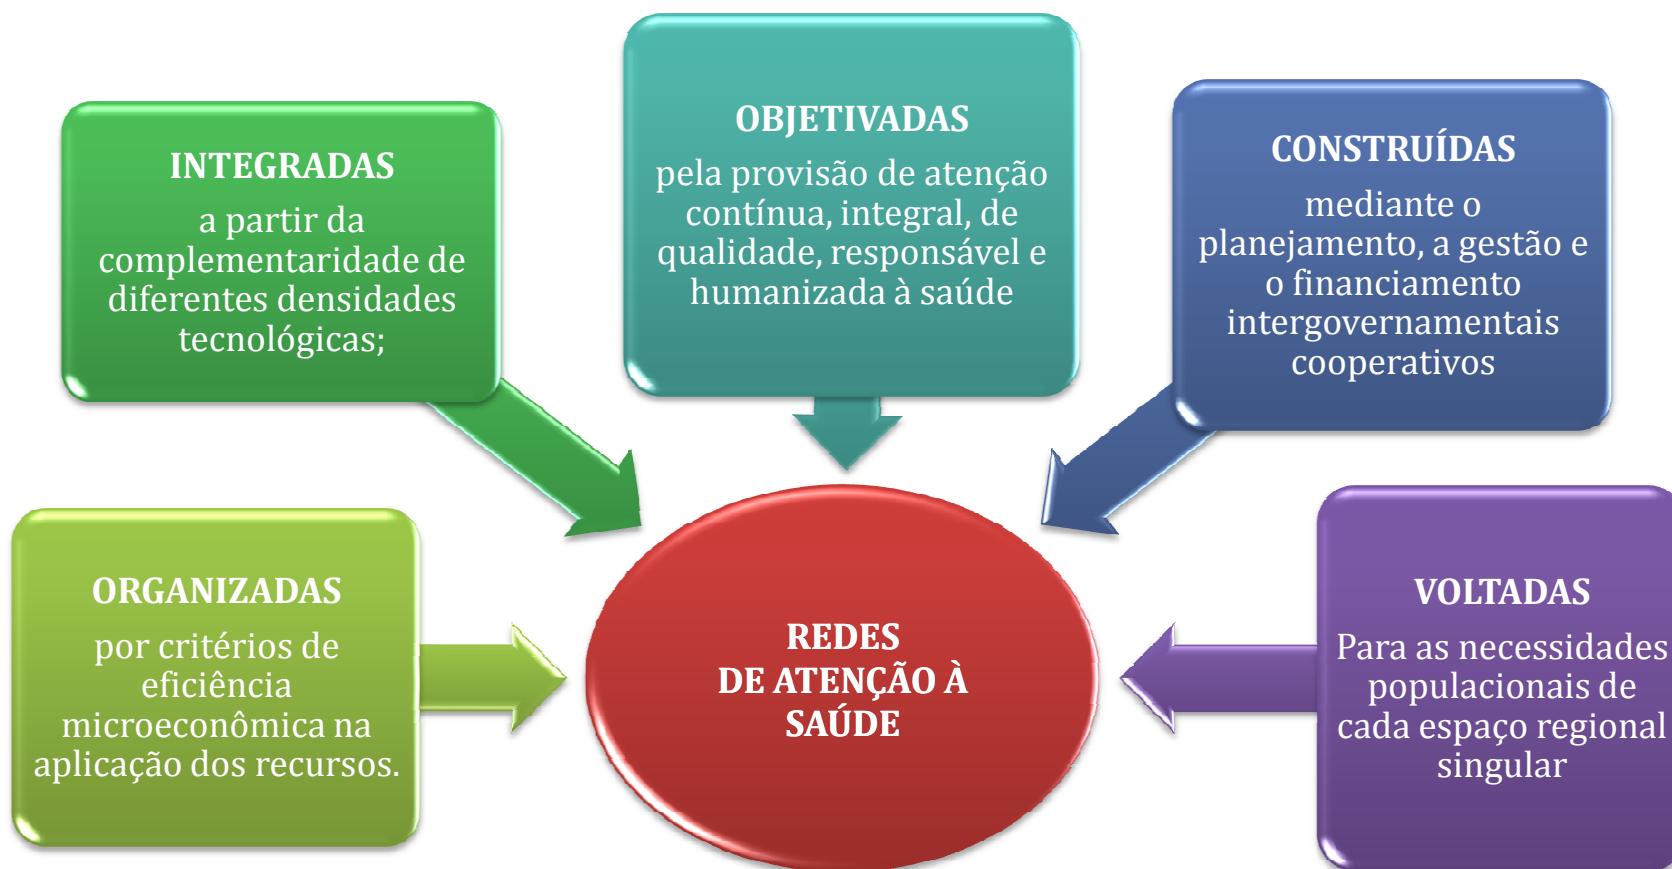 INTEGRADAS
a partir da
complementaridade de
diferentes densidades
tecnológicas;
OBJETIVADAS
pela provisão de atenção
contínua, integral, de
qualidade, responsável e
humanizada à saúde
CONSTRUÍDAS
mediante o
planejamento, a gestão e
o financiamento
intergovernamentais
cooperativos
ORGANIZADAS
por critérios de
eficiência
microeconômica na
aplicação dos recursos.
REDES
DE ATENÇÃO À
SAÚDE
VOLTADAS
Para as necessidades
populacionais de
cada espaço regional
singular